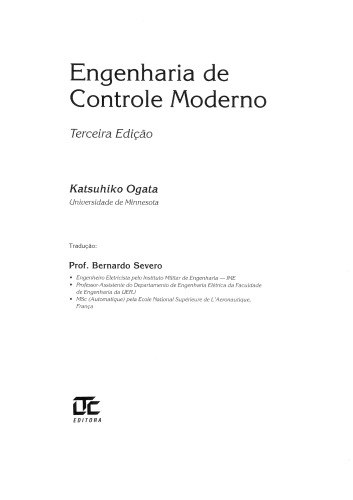 Engenharia de
Controle Moderno
Terceira Edição
Katsuhiko Ogata
Universidade de Minnesota
Tradução:
Prof. Bernardo Severo
• Engenheiro Eletricista pelo Instituto Militar de Engenharia — IME
• Professor-Assistente do Departamento de Engenharia Elétrica da Faculdade
de Engenharia da UERJ
• MSc (Automatique) pela École National Supérieure de L'Aeronautique,
França
LTC
EDITORA